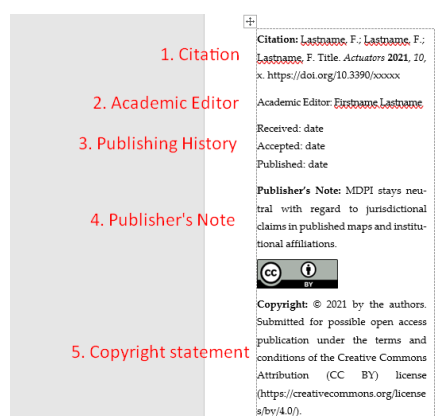 1. Citation
Citation: Lastname, F.; Lastname, F.;
Lastname, F. Title. Actuators 2021, 10,
x. https://doi.org/10.3390/xxxxx
2. Academic Editor
Academic Editor: Firstname Lastname
3. Publishing History
Received: date
Accepted: date
Published: date
4. Publisher's Note
Publisher’s Note: MDPI stays neu-
tral with regard to jurisdictional
claims in published maps and institu-
tional affiliations.
cc
BY
5. Copyright statement
Copyright: © 2021 by the authors.
Submitted for possible open access
publication under the terms and
conditions of the Creative Commons
Attribution (CC BY) license
(https://creativecommons.org/license
s/by/4.0/).